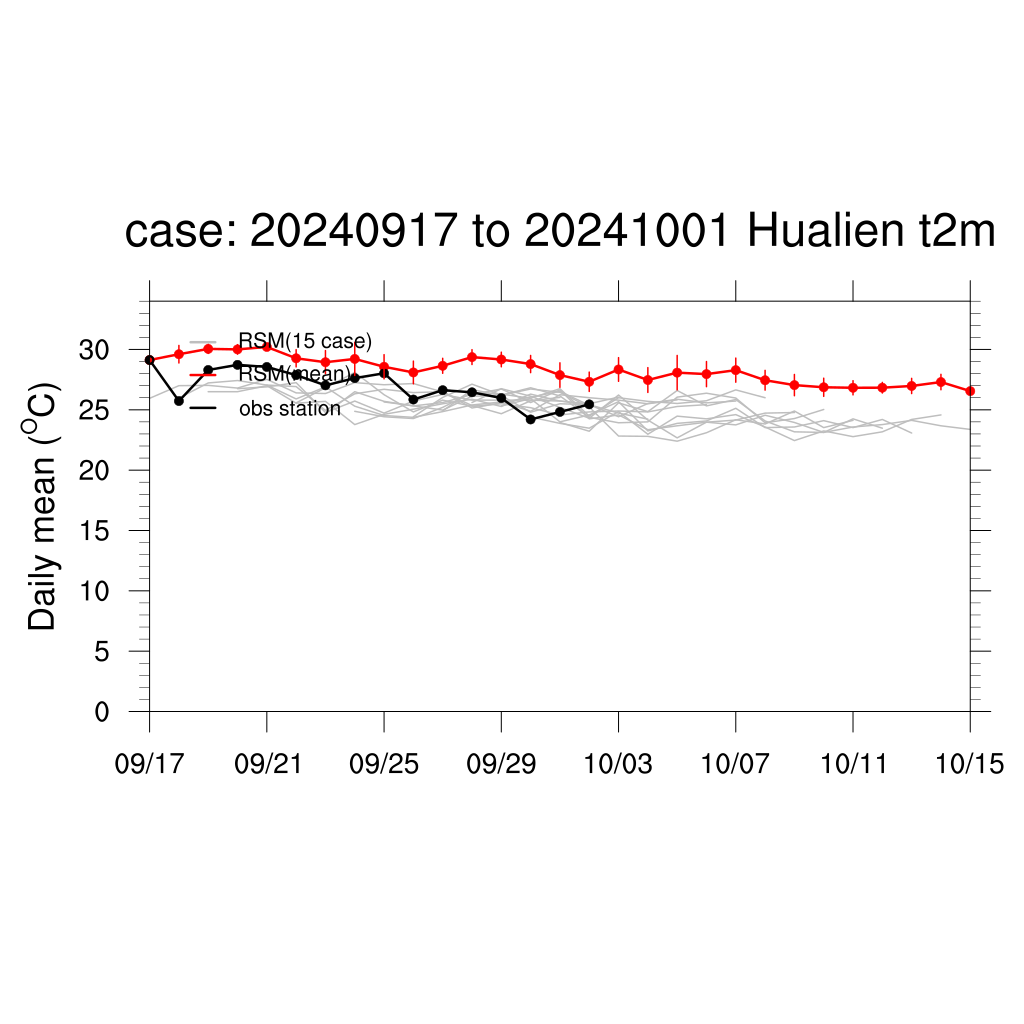 case: 20240917 to 20241001 Hualien t2m
RSM(15 case)
RSM(mean)
obs station
Daily mean (°C)
30
25
20
15
10
5
0
09/17 09/21 09/25 09/29 10/03 10/07 10/11 10/15